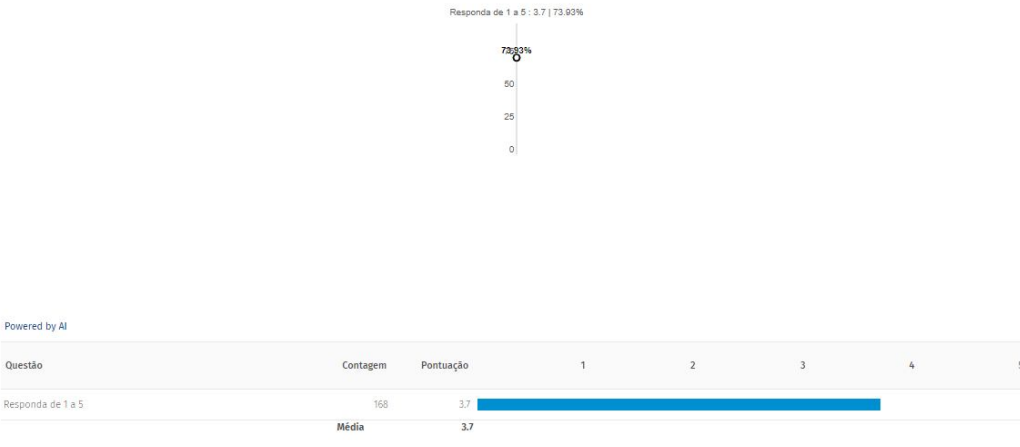 Responda de 1 a 5 : 3.7 | 73.93%
73.93%
50
25
0
Powered by AI
Questão Contagem Pontuação 1 2 3 4 5
Responda de 1 a 5 168 3.7
Média 3.7